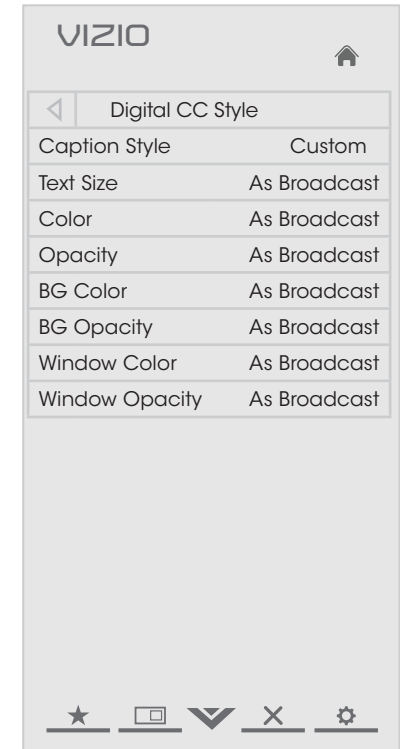 VIZIO
Digital CC Style
Caption Style Custom
Text Size As Broadcast
Color As Broadcast
Opacity As Broadcast
BG Color As Broadcast
BG Opacity As Broadcast
Window Color As Broadcast
Window Opacity As Broadcast